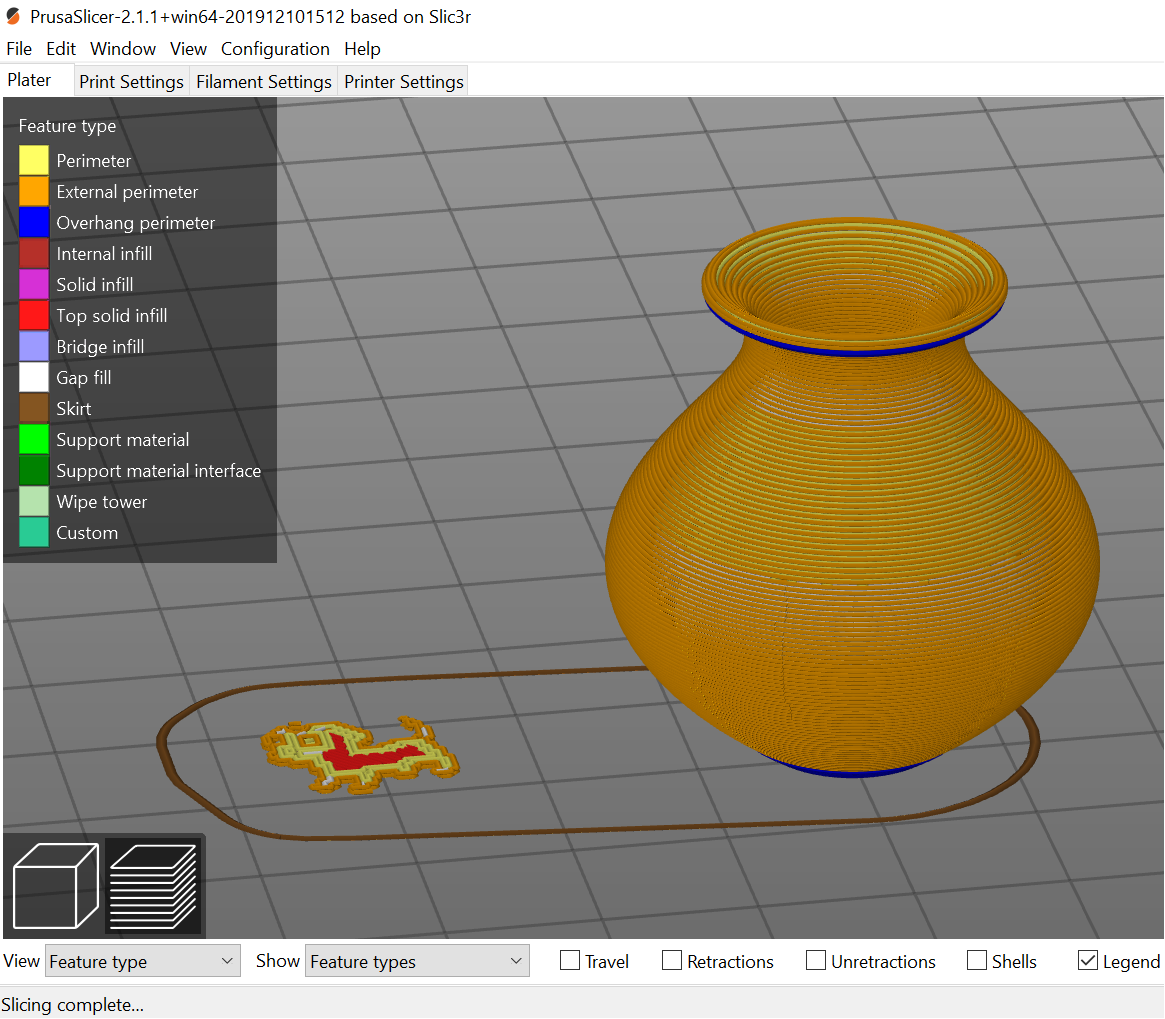 PrusaSlicer-2.1.1+win64-201912101512 based on Slic3r
File Edit Window View Configuration Help
Plater Print Settings Filament Settings Printer Settings
Feature type
Perimeter
External perimeter
Overhang perimeter
Internal infill
Solid infill
Top solid infill
Bridge infill
Gap fill
Skirt
Support material
Support material interface
Wipe tower
Custom
View Feature type Show Feature types Travel Retractions Unretractions Shells Legend
Slicing complete...